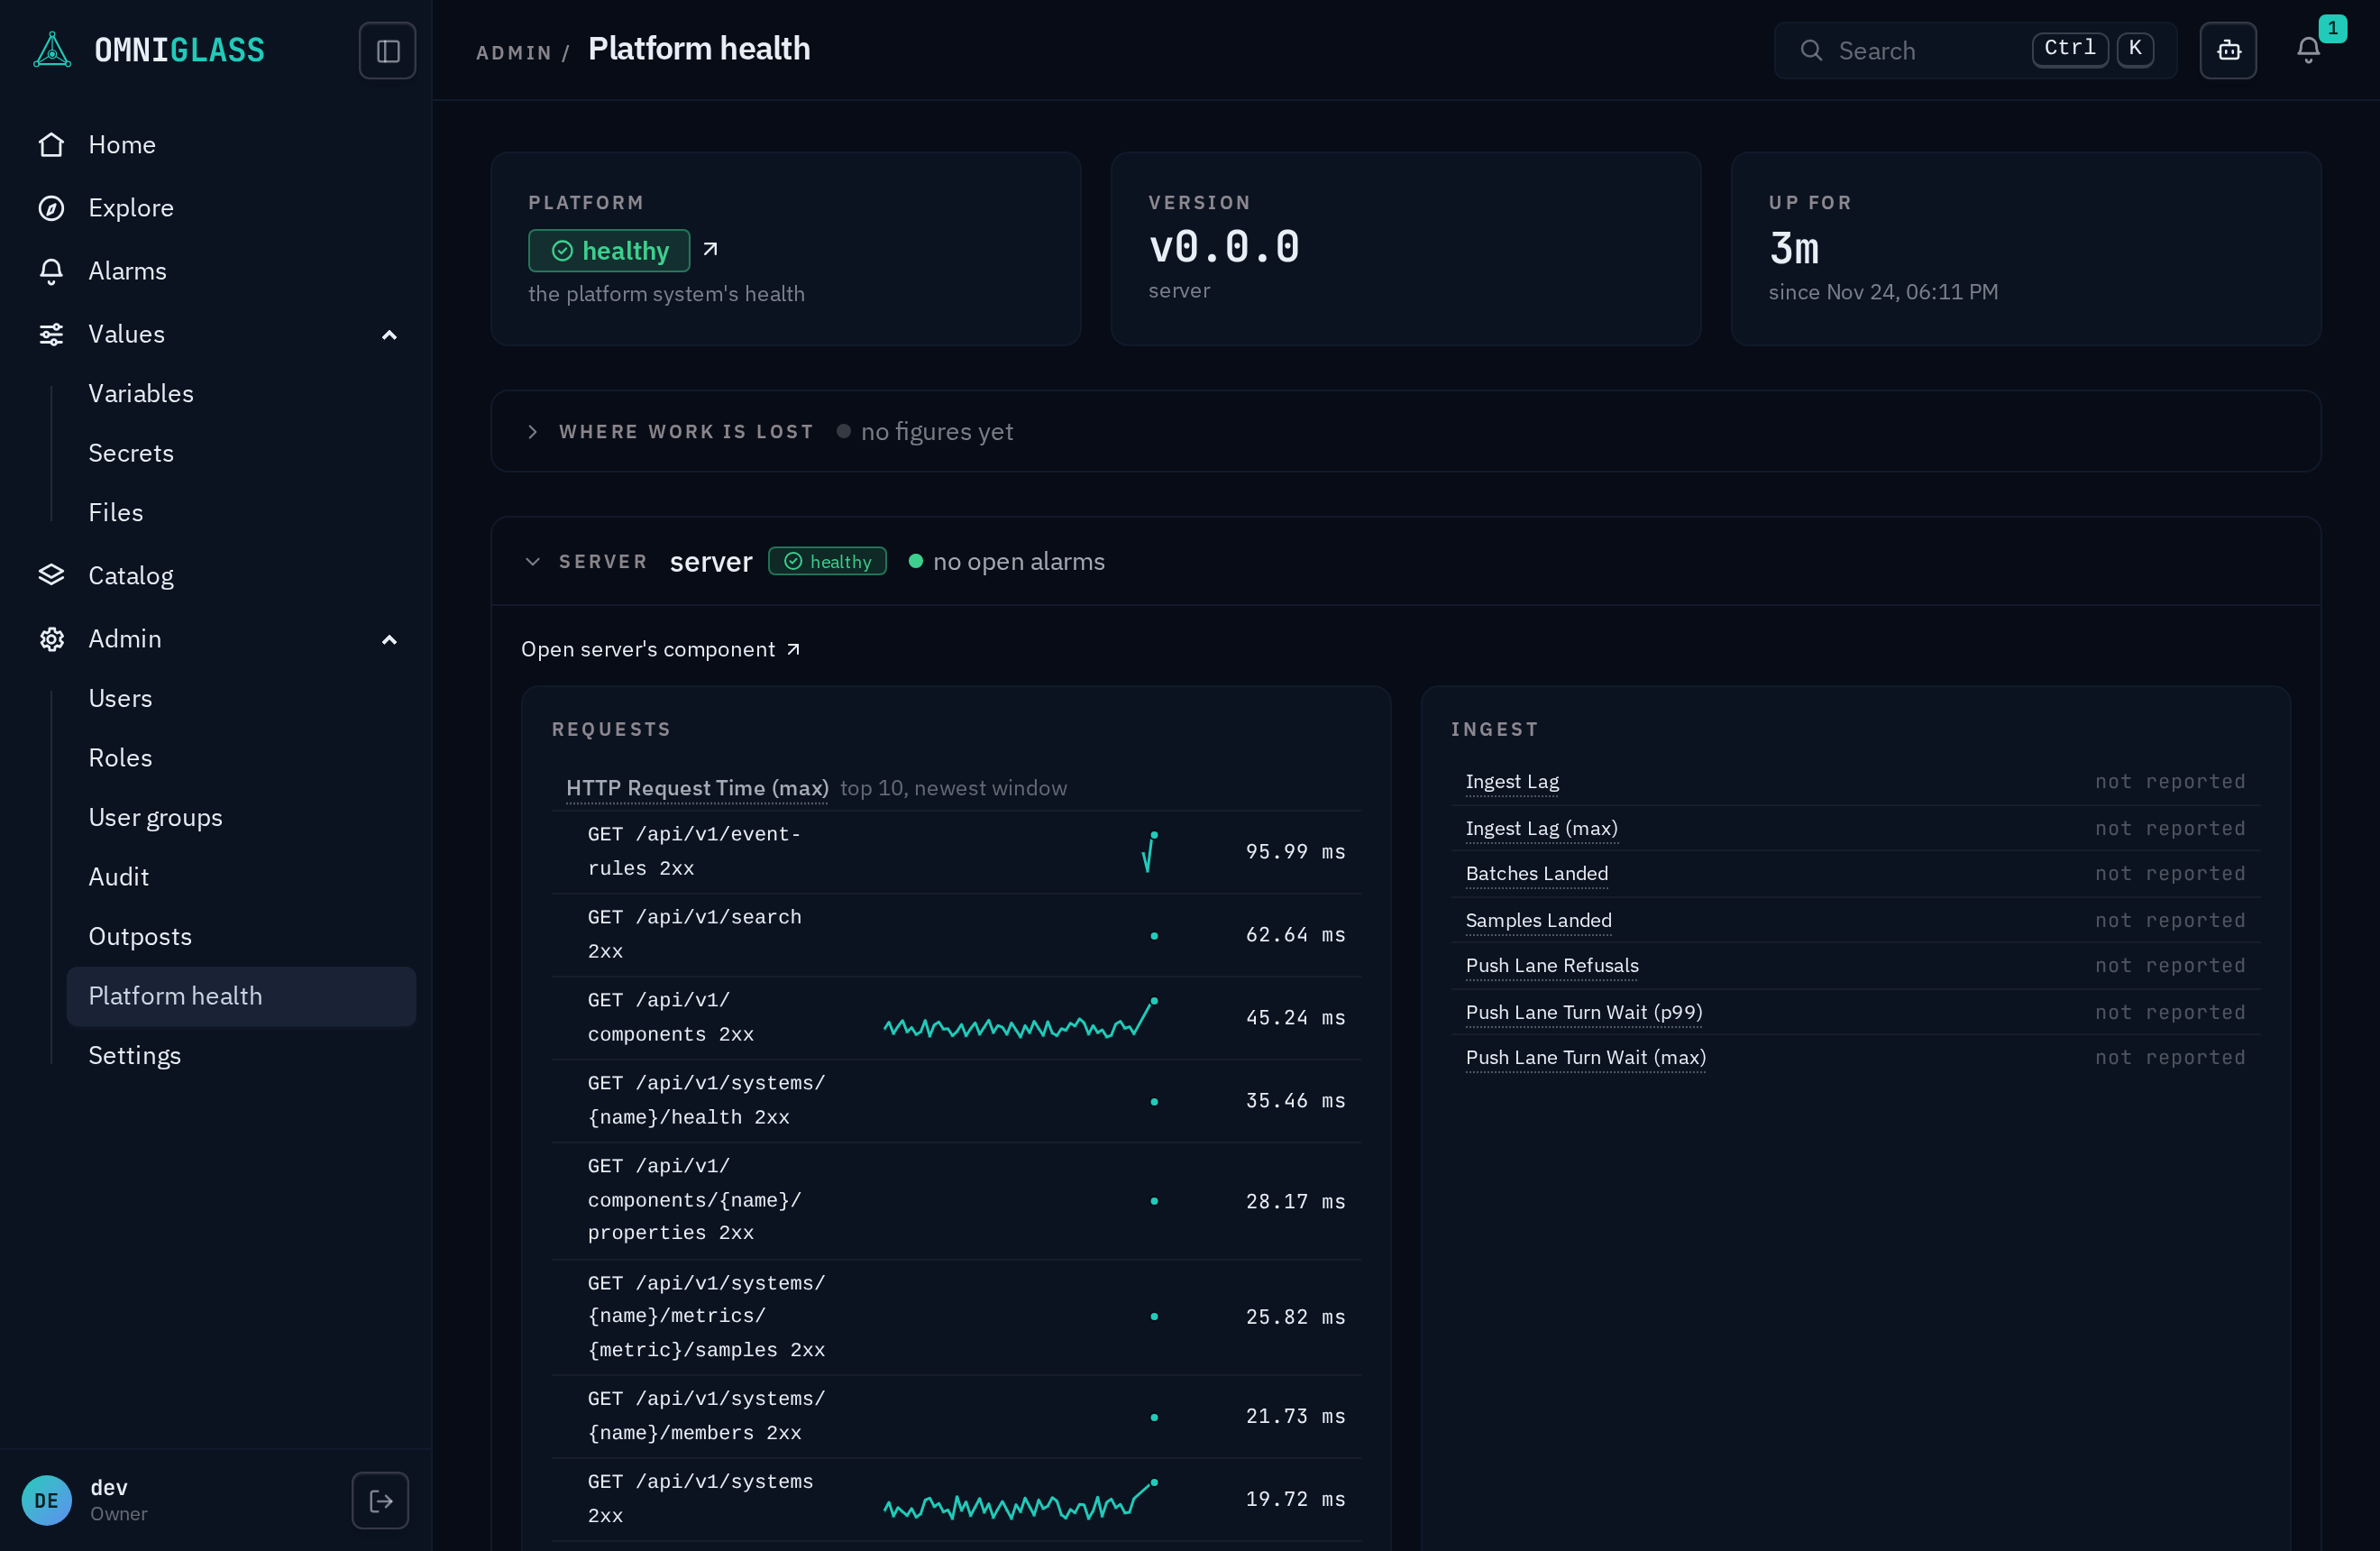 OMNIGLASS
Home
Explore
Alarms
Values
Variables
Secrets
Files
Catalog
Admin
Users
Roles
User groups
Audit
Outposts
Platform health
Settings
DE
dev
Owner
ADMIN / Platform health
Search Ctrl K
1
PLATFORM
healthy
the platform system's health
VERSION
v0.0.0
server
UP FOR
3m
since Nov 24, 06:11 PM
WHERE WORK IS LOST no figures yet
SERVER server healthy no open alarms
Open server's component
REQUESTS
HTTP Request Time (max) top 10, newest window
GET /api/v1/event-
rules 2xx
95.99 ms
GET /api/v1/search
2xx
62.64 ms
GET /api/v1/
components 2xx
45.24 ms
GET /api/v1/systems/
{name}/health 2xx
35.46 ms
GET /api/v1/
components/{name}/
properties 2xx
28.17 ms
GET /api/v1/systems/
{name}/metrics/
{metric}/samples 2xx
25.82 ms
GET /api/v1/systems/
{name}/members 2xx
21.73 ms
GET /api/v1/systems
2xx
19.72 ms
INGEST
Ingest Lag not reported
Ingest Lag (max) not reported
Batches Landed not reported
Samples Landed not reported
Push Lane Refusals not reported
Push Lane Turn Wait (p99) not reported
Push Lane Turn Wait (max) not reported